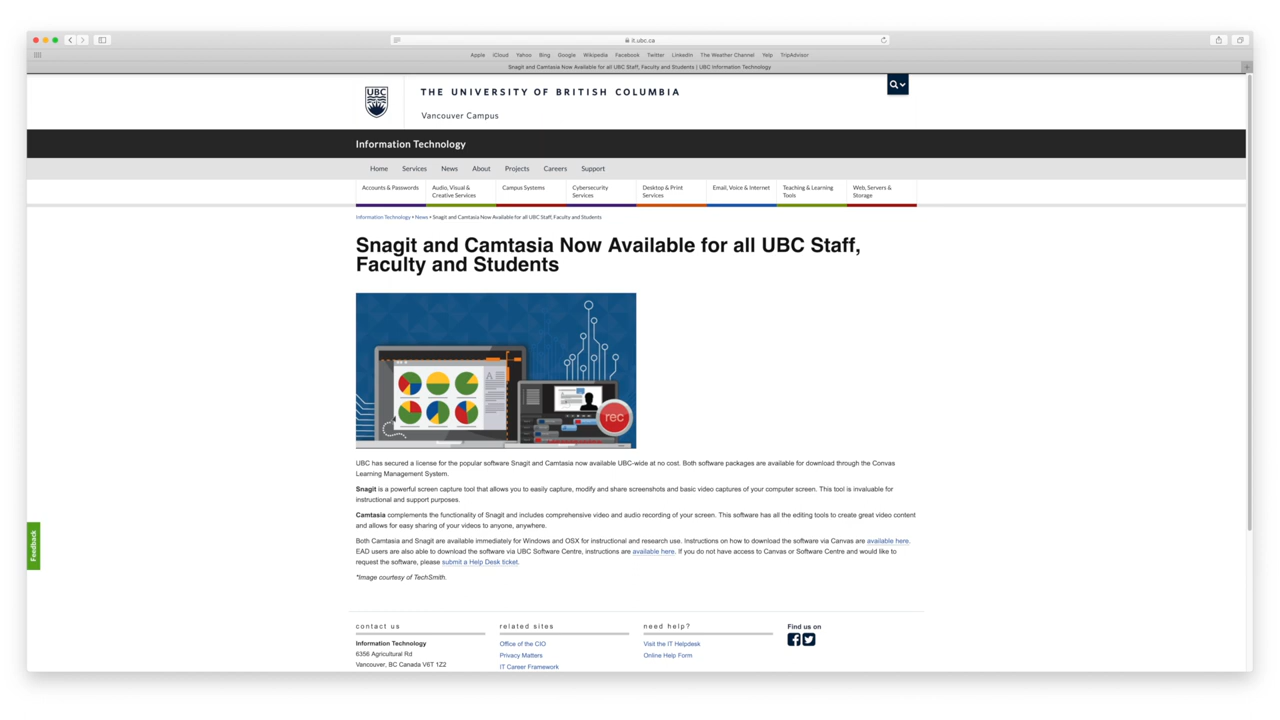 it.ubc.ca
Apple iCloud Yahoo Bing Google Wikipedia Facebook Twitter LinkedIn The Weather Channel Yelp TripAdvisor
Snagit and Camtasia Now Available for all UBC Staff, Faculty and Students | UBC Information Technology
UBC
THE UNIVERSITY OF BRITISH COLUMBIA
Vancouver Campus
Information Technology
Home Services News About Projects Careers Support
Accounts & Passwords
Audio, Visual &
Creative Services
Campus Systems
Cybersecurity
Services
Desktop & Print
Services
Email, Voice & Internet
Teaching & Learning
Tools
Web, Servers &
Storage
Information Technology • News • Snagit and Camtasia Now Available for all UBC Staff, Faculty and Students
Snagit and Camtasia Now Available for all UBC Staff,
Faculty and Students
rec
UBC has secured a license for the popular software Snagit and Camtasia now available UBC-wide at no cost. Both software packages are available for download through the Convas
Learning Management System.
Snagit is a powerful screen capture tool that allows you to easily capture, modify and share screenshots and basic video captures of your computer screen. This tool is invaluable for
instructional and support purposes.
Camtasia complements the functionality of Snagit and includes comprehensive video and audio recording of your screen. This software has all the editing tools to create great video content
and allows for easy sharing of your videos to anyone, anywhere.
Both Camtasia and Snagit are available immediately for Windows and OSX for instructional and research use. Instructions on how to download the software via Canvas are available here.
EAD users are also able to download the software via UBC Software Centre, instructions are available here. If you do not have access to Canvas or Software Centre and would like to
request the software, please submit a Help Desk ticket.
*Image courtesy of TechSmith.
Feedback
contact us
Information Technology
6356 Agricultural Rd
Vancouver, BC Canada V6T 1Z2
related sites
Office of the CIO
Privacy Matters
IT Career Framework
need help?
Visit the IT Helpdesk
Online Help Form
Find us on